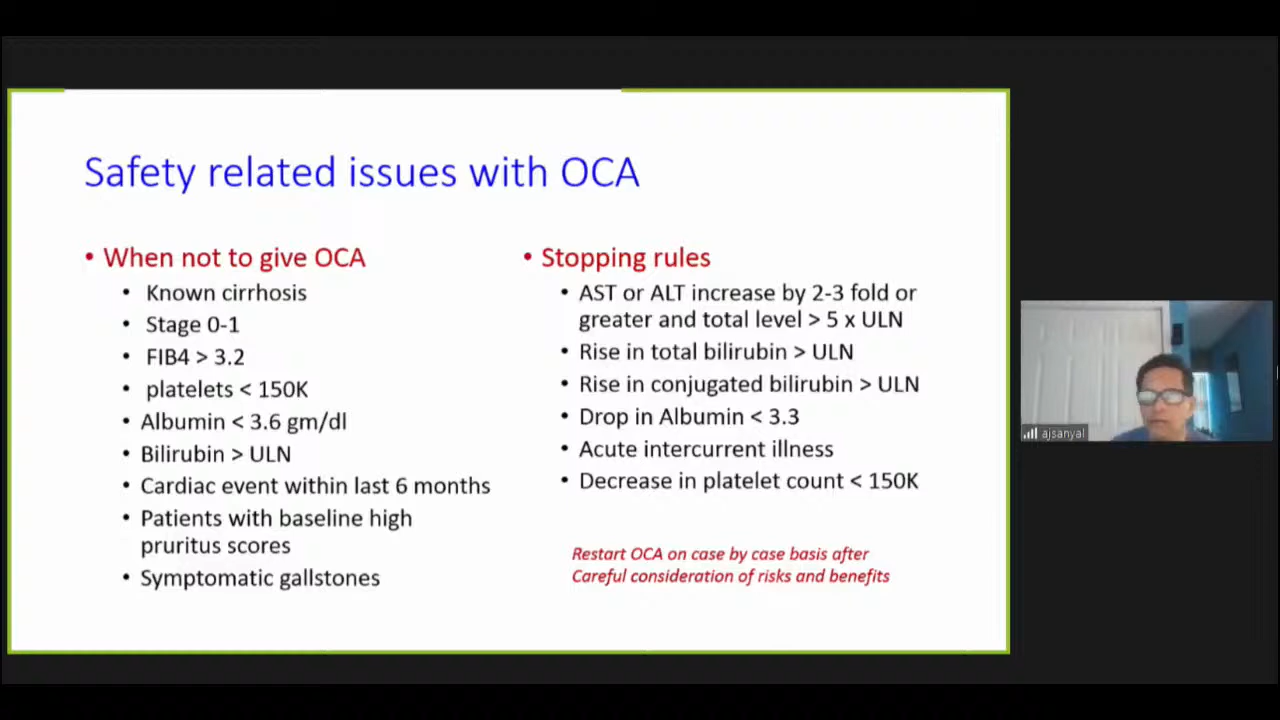 Safety related issues with OCA
• When not to give OCA
• Known cirrhosis
• Stage 0-1
• FIB4 > 3.2
• platelets < 150K
• Albumin < 3.6 gm/dl
• Bilirubin > ULN
• Cardiac event within last 6 months
• Patients with baseline high
pruritus scores
• Symptomatic gallstones
• Stopping rules
• AST or ALT increase by 2-3 fold or
greater and total level > 5 x ULN
• Rise in total bilirubin > ULN
• Rise in conjugated bilirubin > ULN
• Drop in Albumin < 3.3
• Acute intercurrent illness
• Decrease in platelet count < 150K
Restart OCA on case by case basis after
Careful consideration of risks and benefits
ajsanyal